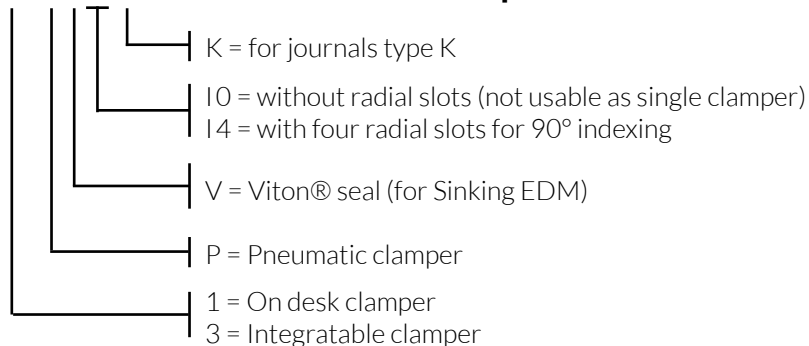 K = for journals type K
I0 = without radial slots (not usable as single clamper)
I4 = with four radial slots for 90° indexing
V = Viton® seal (for Sinking EDM)
P = Pneumatic clamper
1 = On desk clamper
3 = Integratable clamper